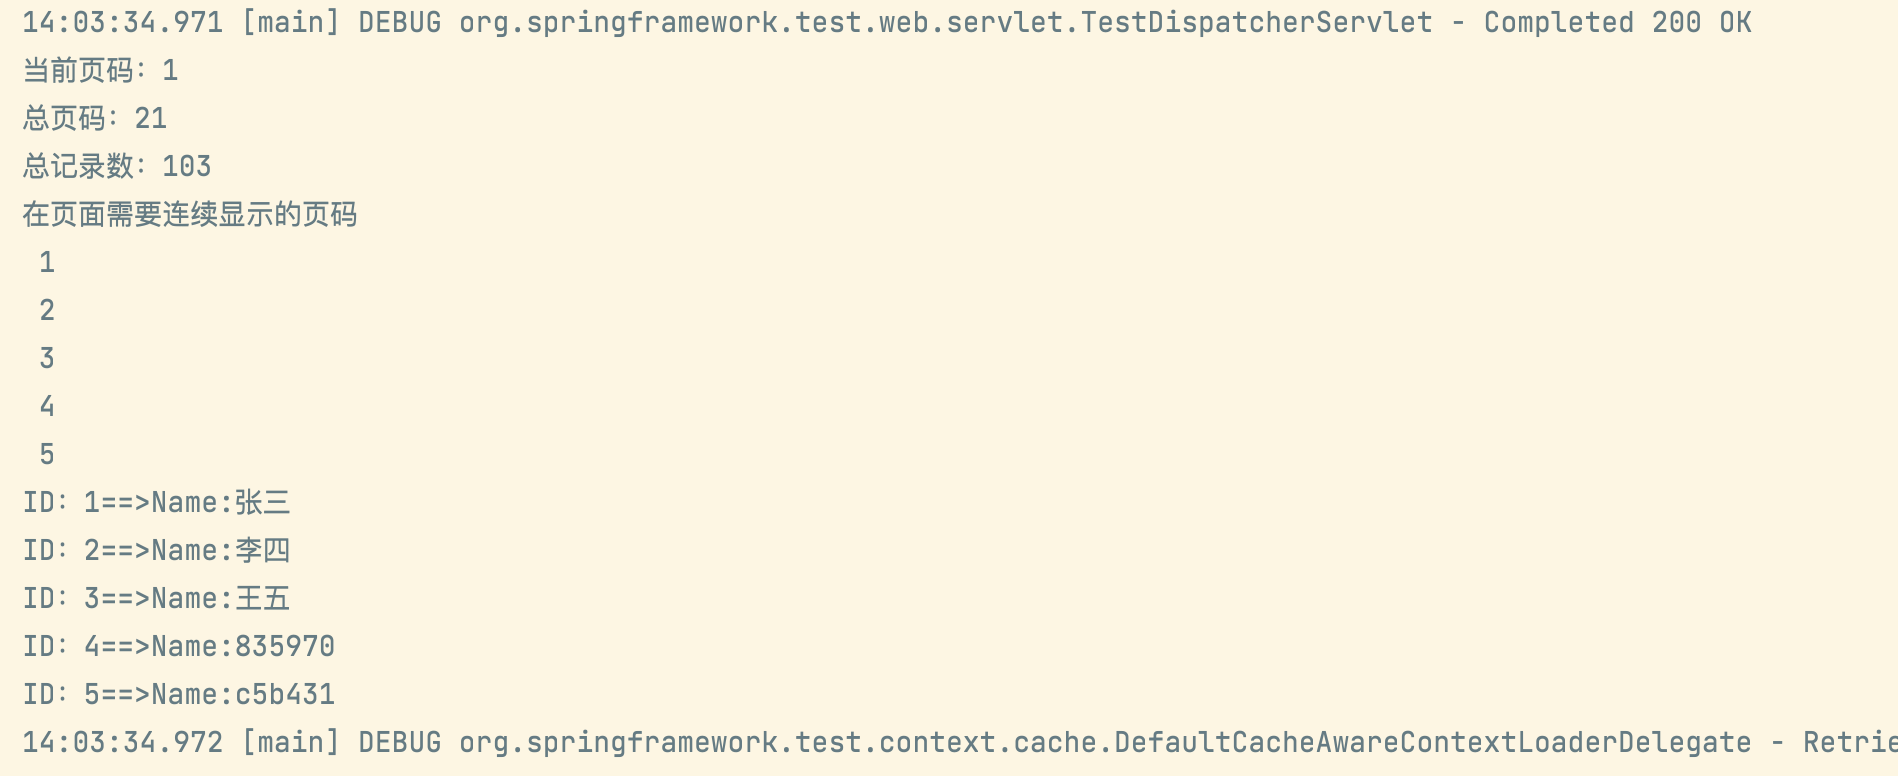 14:03:34.971 [main] DEBUG org.springframework.test.web.servlet.TestDispatcherServlet - Completed 200 OK
当前页码：1
总页码：21
总记录数：103
在页面需要连续显示的页码
1
2
3
4
5
ID：1==>Name:张三
ID：2==>Name:李四
ID：3==>Name:王五
ID：4==>Name:835970
ID：5==>Name:c5b431
14:03:34.972 [main] DEBUG org.springframework.test.context.cache.DefaultCacheAwareContextLoaderDelegate - Retrie